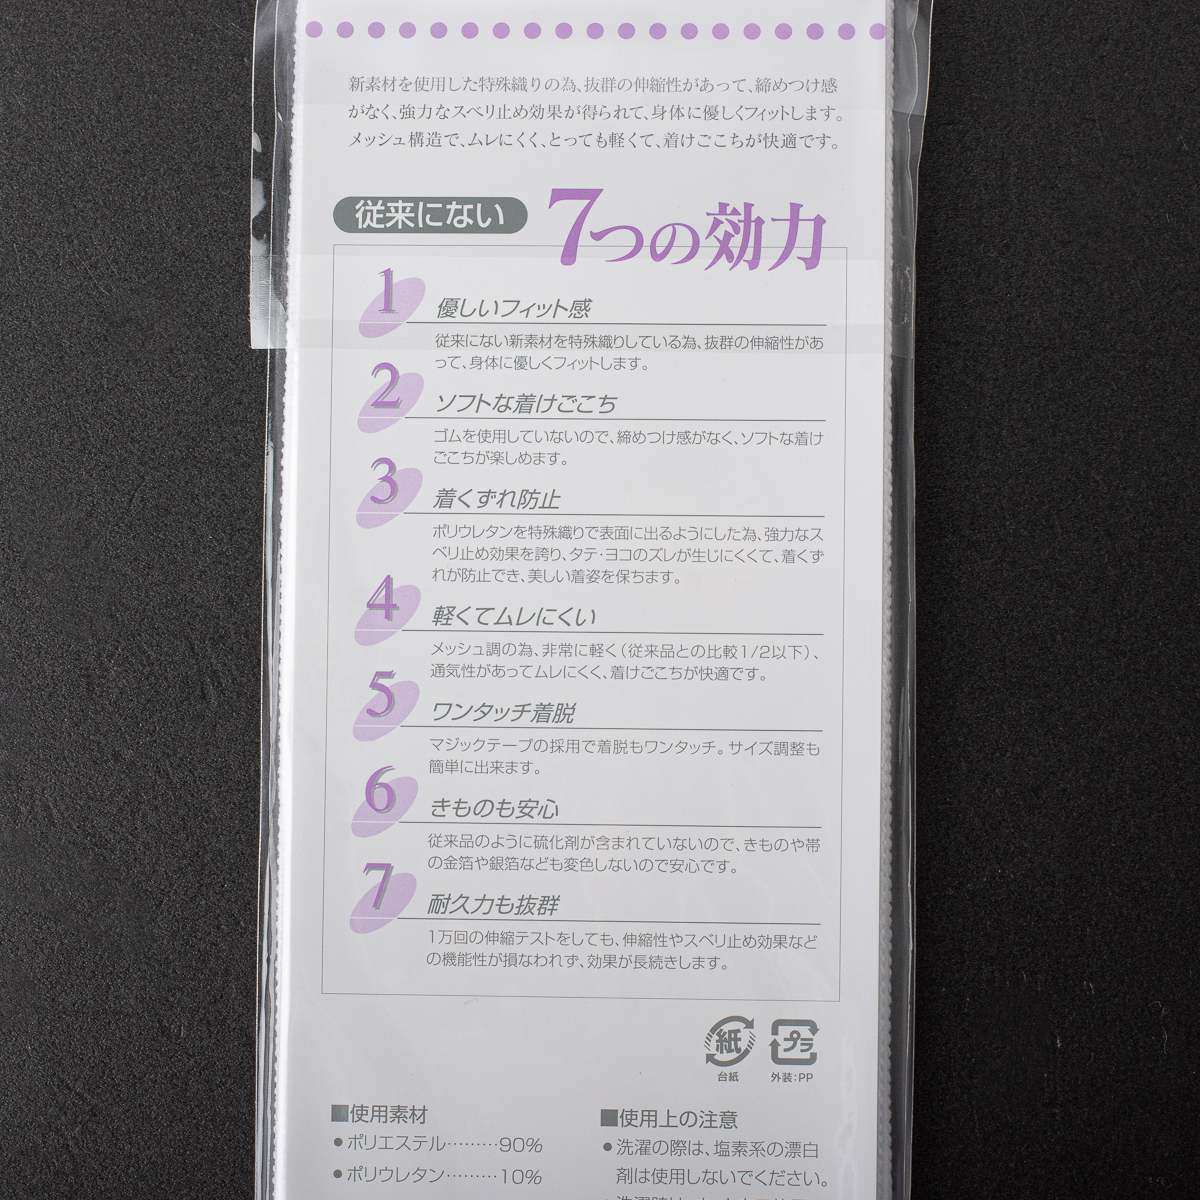 新素材を使用した特殊織りの為、抜群の伸縮性があって、締めつけ感
がなく、強力なスベリ止め効果が得られて、身体に優しくフィットします。
メッシュ構造で、ムレにくく、とっても軽くて、着けごこちが快適です。
従来にない 7つの効力
1 優しいフィット感
従来にない新素材を特殊織りしている為、抜群の伸縮性があ
って、身体に優しくフィットします。
2 ソフトな着けごこち
ゴムを使用していないので、締めつけ感がなく、ソフトな着け
ごこちが楽しめます。
3 着くずれ防止
ポリウレタンを特殊織りで表面に出るようにした為、強力なス
ベリ止め効果を誇り、タテ・ヨコのズレが生じにくくて、着くず
れが防止でき、美しい着姿を保ちます。
4 軽くてムレにくい
メッシュ調の為、非常に軽く(従来品との比較1/2以下)、
通気性があってムレにくく、着けごこちが快適です。
5 ワンタッチ着脱
マジックテープの採用で着脱もワンタッチ。サイズ調整も
簡単に出来ます。
6 きものも安心
従来品のように硫化剤が含まれていないので、きものや帯
の金箔や銀箔なども変色しないので安心です。
7 耐久力も抜群
1万回の伸縮テストをしても、伸縮性やスベリ止め効果など
の機能性が損なわれず、効果が長続きします。
紙 プラ
台紙 外装:PP
■使用素材
●ポリエステル………90%
●ポリウレタン………10%
■使用上の注意
●洗濯の際は、塩素系の漂白
剤は使用しないでください。